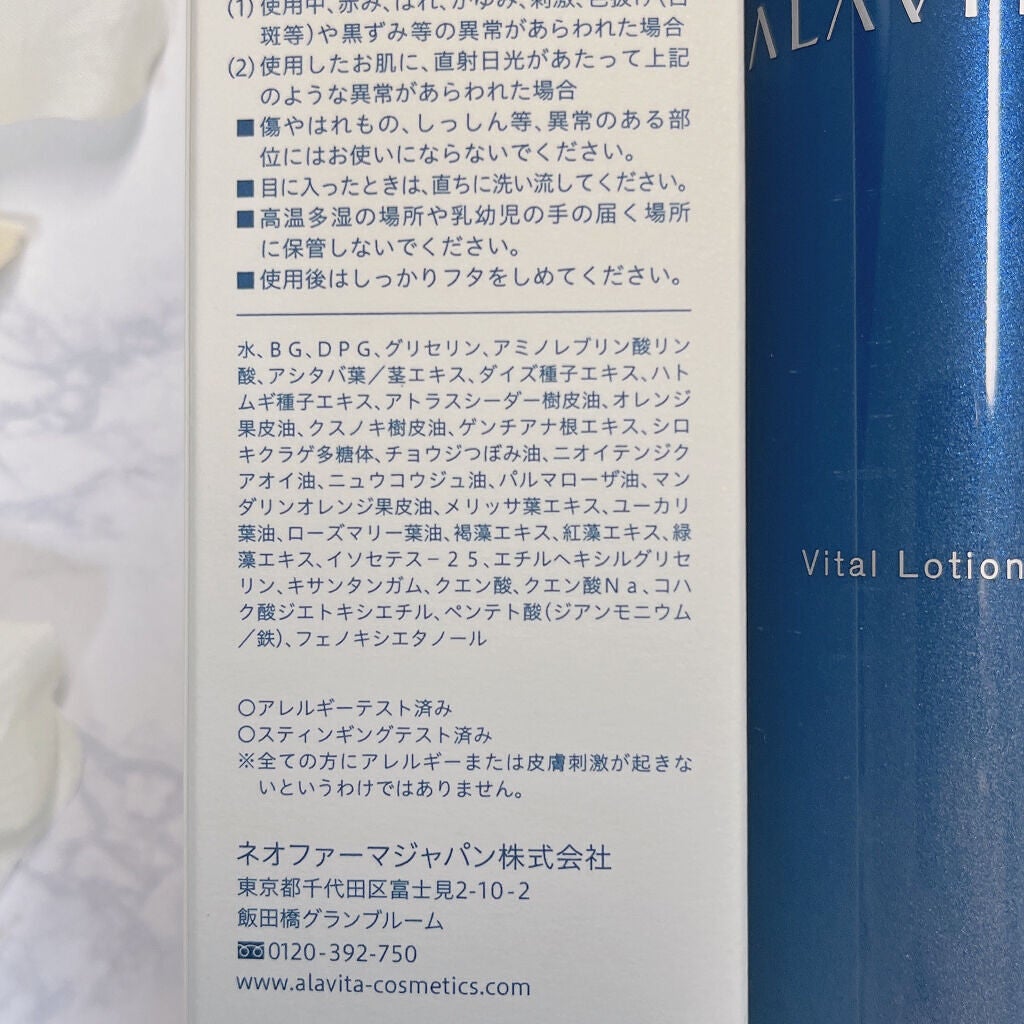 (1) 使用中、赤み、はれ、かゆみ、刺激、色抜け(白
斑等)や黒ずみ等の異常があらわれた場合
(2) 使用したお肌に、直射日光があたって上記
のような異常があらわれた場合
■ 傷やはれもの、しっしん等、異常のある部
位にはお使いにならないでください。
■ 目に入ったときは、直ちに洗い流してください。
■ 高温多湿の場所や乳幼児の手の届く場所
に保管しないでください。
■ 使用後はしっかりフタをしめてください。
水、BG、DPG、グリセリン、アミノレブリン酸リン
酸、アシタバ葉/茎エキス、ダイズ種子エキス、ハト
ムギ種子エキス、アトラスシーダー樹皮油、オレンジ
果皮油、クスノキ樹皮油、ゲンチアナ根エキス、シロ
キクラゲ多糖体、チョウジつぼみ油、ニオイテンジク
アオイ油、ニュウコウジュ油、パルマローザ油、マン
ダリンオレンジ果皮油、メリッサ葉エキス、ユーカリ
葉油、ローズマリー葉油、褐藻エキス、紅藻エキス、緑
藻エキス、イソセテス-25、エチルヘキシルグリセ
リン、キサンタンガム、クエン酸、クエン酸Na、コハ
ク酸ジエトキシエチル、ペンテト酸(ジアンモニウム
/鉄)、フェノキシエタノール
○アレルギーテスト済み
○スティンギングテスト済み
※全ての方にアレルギーまたは皮膚刺激が起きな
いというわけではありません。
ネオファーマジャパン株式会社
東京都千代田区富士見2-10-2
飯田橋グランブルーム
0120-392-750
www.alavita-cosmetics.com
ALAVIT
Vital Lotion